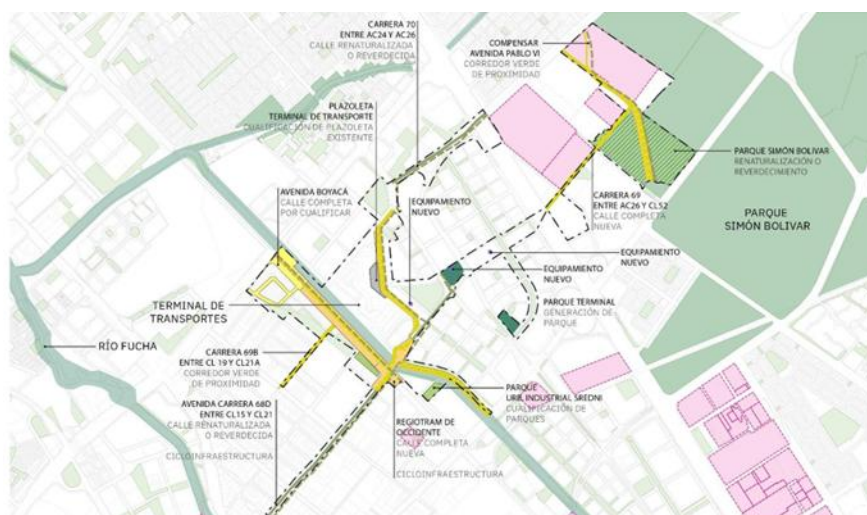 CARRERA 70
ENTRE AC24 Y AC26
CALLE RENATURALIZADA
O REVERDECIDA
COMPENSAR
AVENIDA PABLO VI
CORREDOR VERDE
DE PROXIMIDAD
PLAZOLETA
TERMINAL DE TRANSPORTE
CUALIFICACIÓN DE PLAZOLETA
EXISTENTE
PARQUE SIMÓN BOLIVAR
RENATURALIZACIÓN O
REVERDECIMIENTO
AVENIDA BOYACÁ
CALLE COMPLETA
POR CUALIFICAR
EQUIPAMIENTO
NUEVO
CARRERA 69
ENTRE AC26 Y CL52
CALLE COMPLETA
NUEVA
PARQUE
SIMÓN BOLIVAR
EQUIPAMIENTO
NUEVO
EQUIPAMIENTO
NUEVO
TERMINAL DE
TRANSPORTES
PARQUE TERMINAL
GENERACIÓN DE
PARQUE
RÍO FUCHA
CARRERA 69B
ENTRE CL 19 Y CL21A
CORREDOR VERDE
DE PROXIMIDAD
PARQUE
URB. INDUSTRIAL SREDNI
CUALIFICACIÓN DE
PARQUES
AVENIDA CARRERA 68D
ENTRE CL15 Y CL21
CALLE RENATURALIZADA
O REVERDECIDA
REGIOTRAM DE
OCCIDENTE
CALLE COMPLETA
NUEVA
CICLOINFRAESTRUCTURA
CICLOINFRAESTRUCTURA